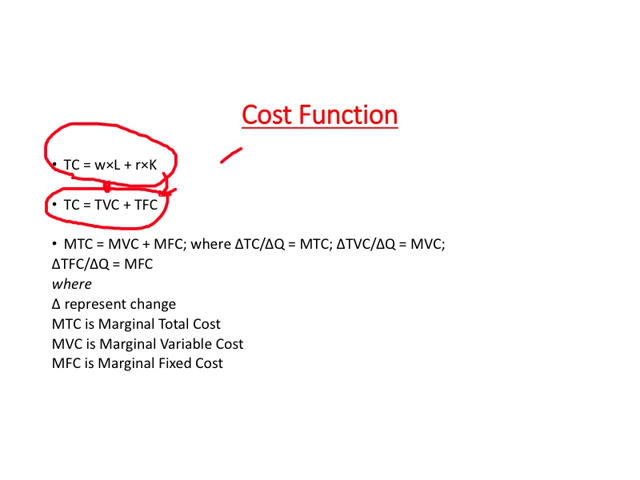 Cost Function
• TC = w×L + r×K
• TC = TVC + TFC
• MTC = MVC + MFC; where ΔTC/ΔQ = MTC; ΔTVC/ΔQ = MVC;
ΔTFC/ΔQ = MFC
where
Δ represent change
MTC is Marginal Total Cost
MVC is Marginal Variable Cost
MFC is Marginal Fixed Cost